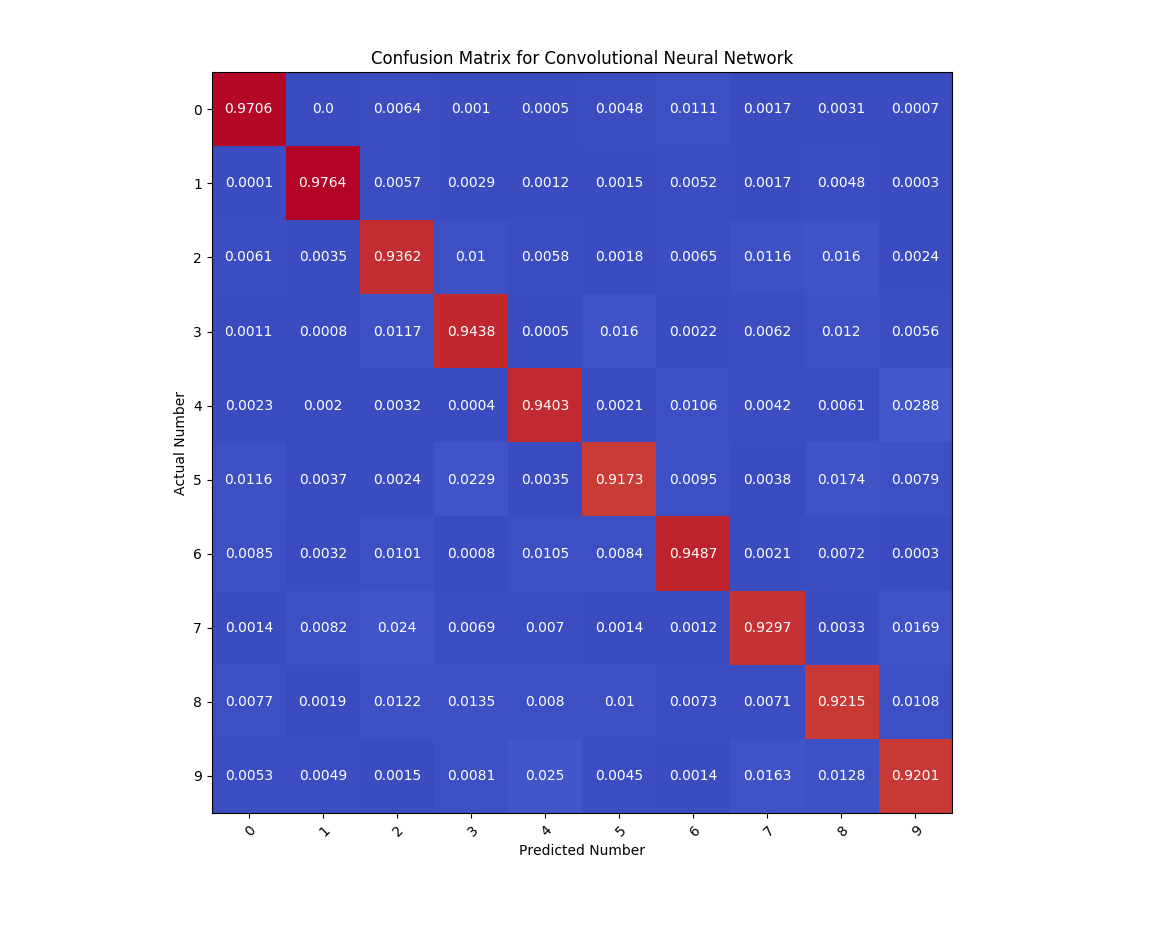 Confusion Matrix for Convolutional Neural Network
0 0.9706 0.0 0.0064 0.001 0.0005 0.0048 0.0111 0.0017 0.0031 0.0007
1 0.0001 0.9764 0.0057 0.0029 0.0012 0.0015 0.0052 0.0017 0.0048 0.0003
2 0.0061 0.0035 0.9362 0.01 0.0058 0.0018 0.0065 0.0116 0.016 0.0024
3 0.0011 0.0008 0.0117 0.9438 0.0005 0.016 0.0022 0.0062 0.012 0.0056
4 0.0023 0.002 0.0032 0.0004 0.9403 0.0021 0.0106 0.0042 0.0061 0.0288
Actual Number
5 0.0116 0.0037 0.0024 0.0229 0.0035 0.9173 0.0095 0.0038 0.0174 0.0079
6 0.0085 0.0032 0.0101 0.0008 0.0105 0.0084 0.9487 0.0021 0.0072 0.0003
7 0.0014 0.0082 0.024 0.0069 0.007 0.0014 0.0012 0.9297 0.0033 0.0169
8 0.0077 0.0019 0.0122 0.0135 0.008 0.01 0.0073 0.0071 0.9215 0.0108
9 0.0053 0.0049 0.0015 0.0081 0.025 0.0045 0.0014 0.0163 0.0128 0.9201
0 1 2 3 4 5 6 7 8 9
Predicted Number